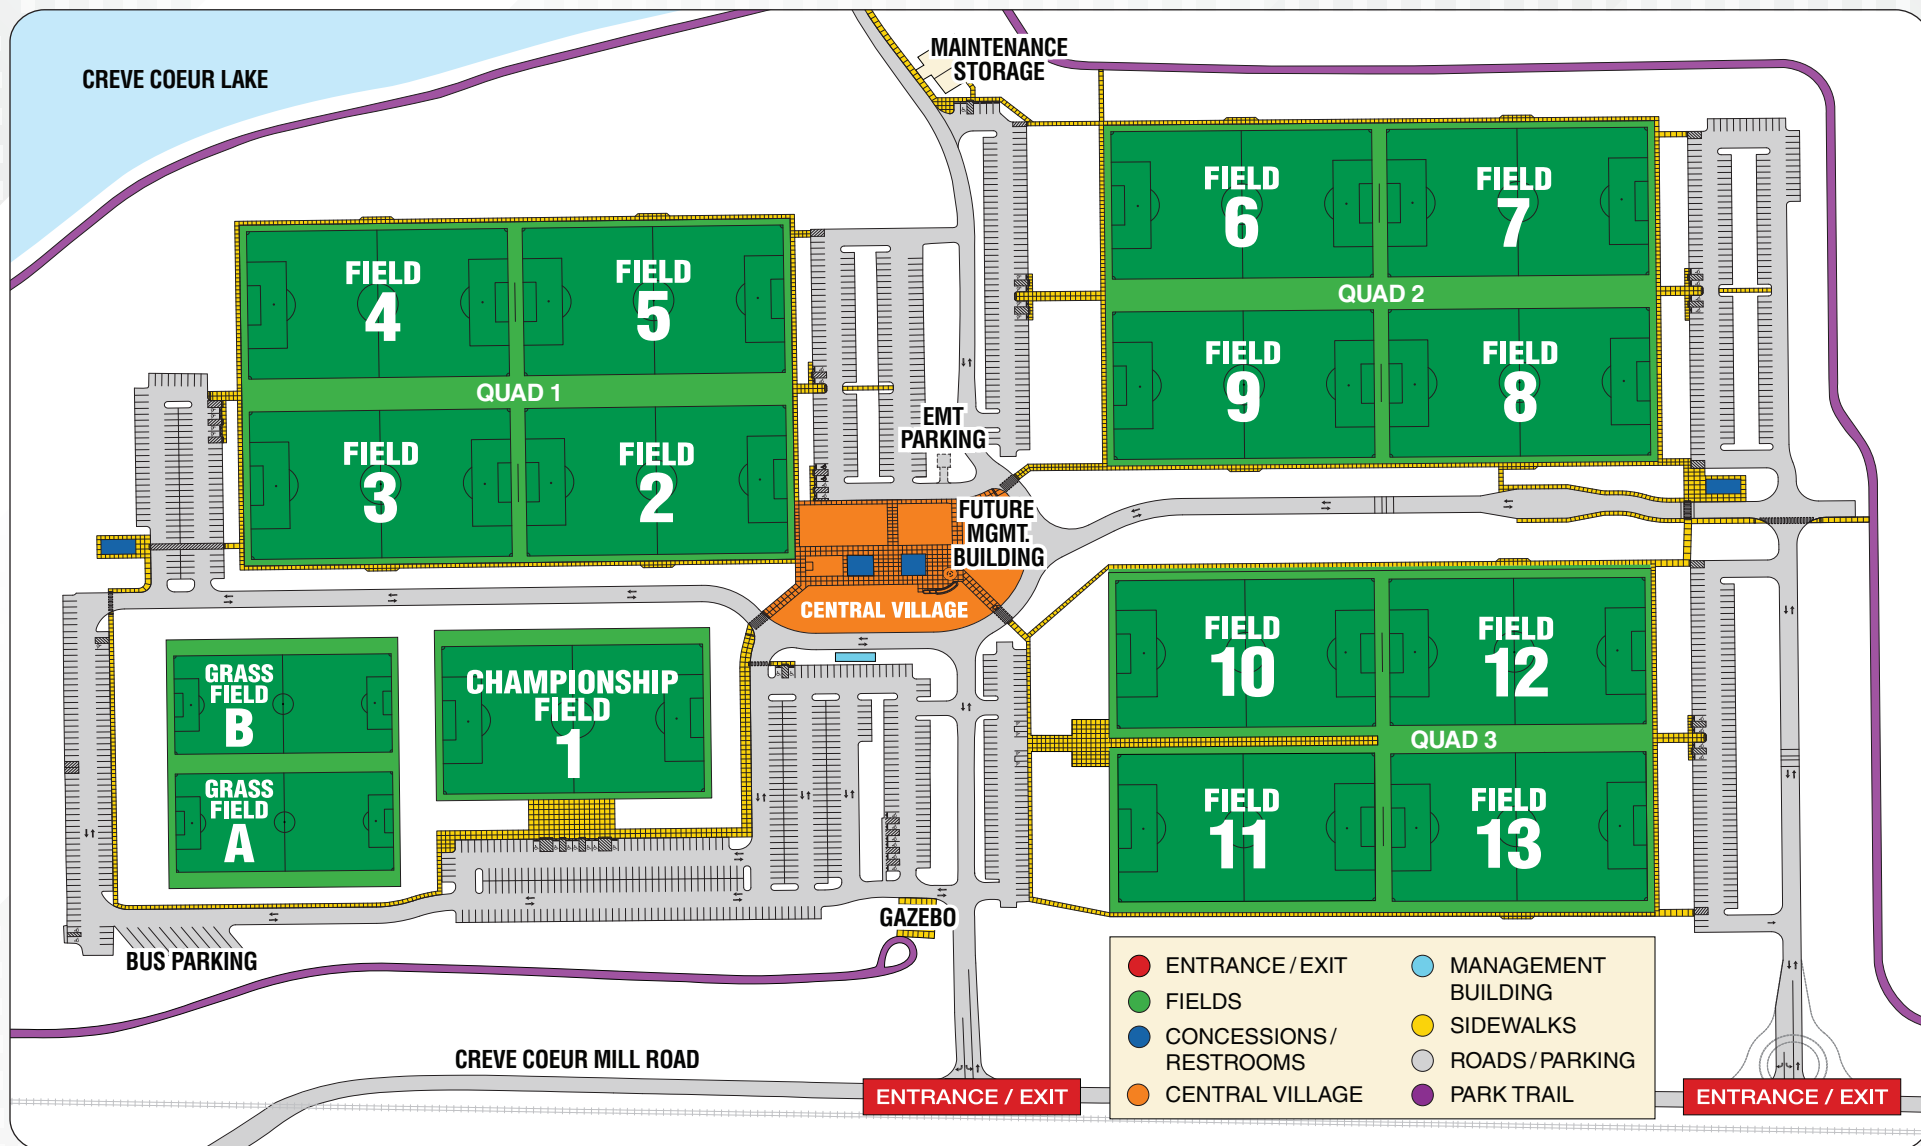 CREVE COEUR LAKE
MAINTENANCE
STORAGE
FIELD
6
FIELD
7
QUAD 2
FIELD
9
FIELD
8
FIELD
4
FIELD
5
QUAD 1
FIELD
3
FIELD
2
EMT
PARKING
FUTURE
MGMT.
BUILDING
CENTRAL VILLAGE
GRASS
FIELD
B
GRASS
FIELD
A
CHAMPIONSHIP
FIELD
1
FIELD
10
FIELD
12
QUAD 3
FIELD
11
FIELD
13
BUS PARKING
GAZEBO
CREVE COEUR MILL ROAD
ENTRANCE / EXIT
ENTRANCE / EXIT
ENTRANCE / EXIT
FIELDS
CONCESSIONS /
RESTROOMS
CENTRAL VILLAGE
MANAGEMENT
BUILDING
SIDEWALKS
ROADS / PARKING
PARK TRAIL